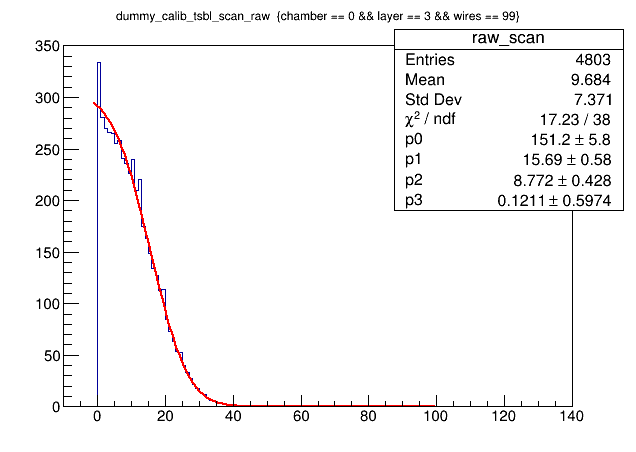 dummy_calib_tsbl_scan_raw {chamber == 0 && layer == 3 && wires == 99}
raw_scan
Entries 4803
Mean 9.684
Std Dev 7.371
χ² / ndf 17.23 / 38
p0 151.2 ± 5.8
p1 15.69 ± 0.58
p2 8.772 ± 0.428
p3 0.1211 ± 0.5974
350
300
250
200
150
100
50
0
0 20 40 60 80 100 120 140